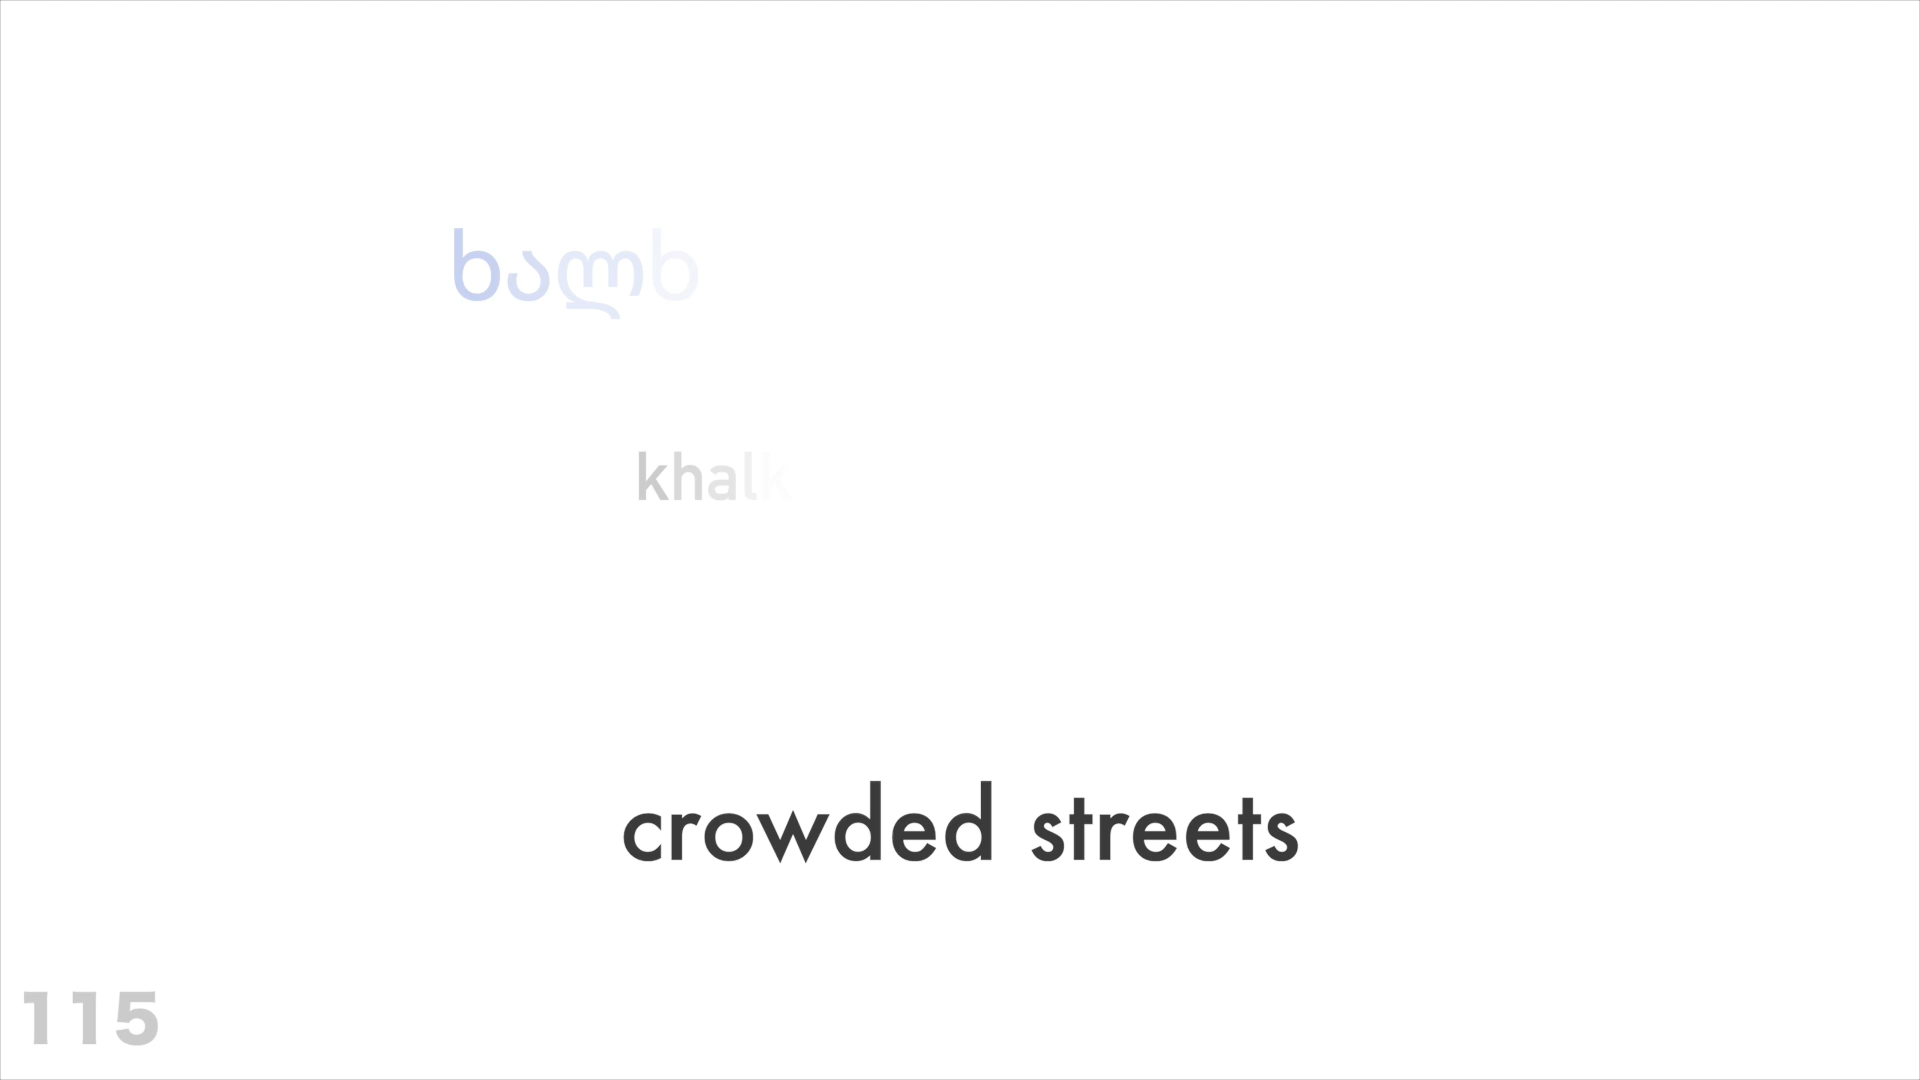 ხალხ
khalk
crowded streets
115